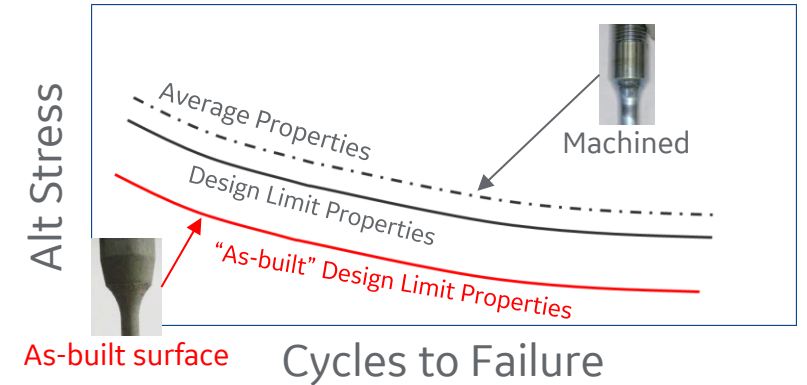 Alt Stress
Average Properties
Machined
Design Limit Properties
“As-built” Design Limit Properties
As-built surface
Cycles to Failure